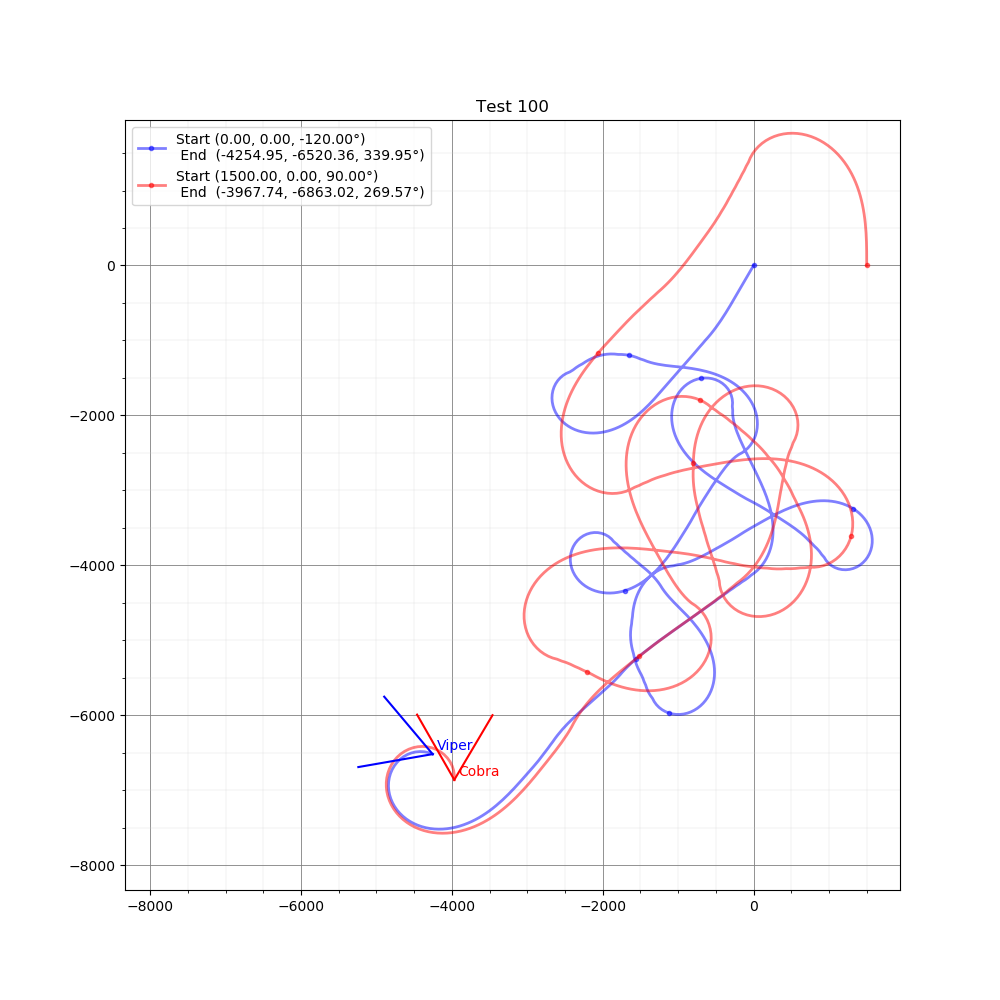 Test 100
Start (0.00, 0.00, -120.00°)
End (-4254.95, -6520.36, 339.95°)
Start (1500.00, 0.00, 90.00°)
End (-3967.74, -6863.02, 269.57°)
0
−2000
−4000
−6000
−8000
Viper
Cobra
−8000 −6000 −4000 −2000 0